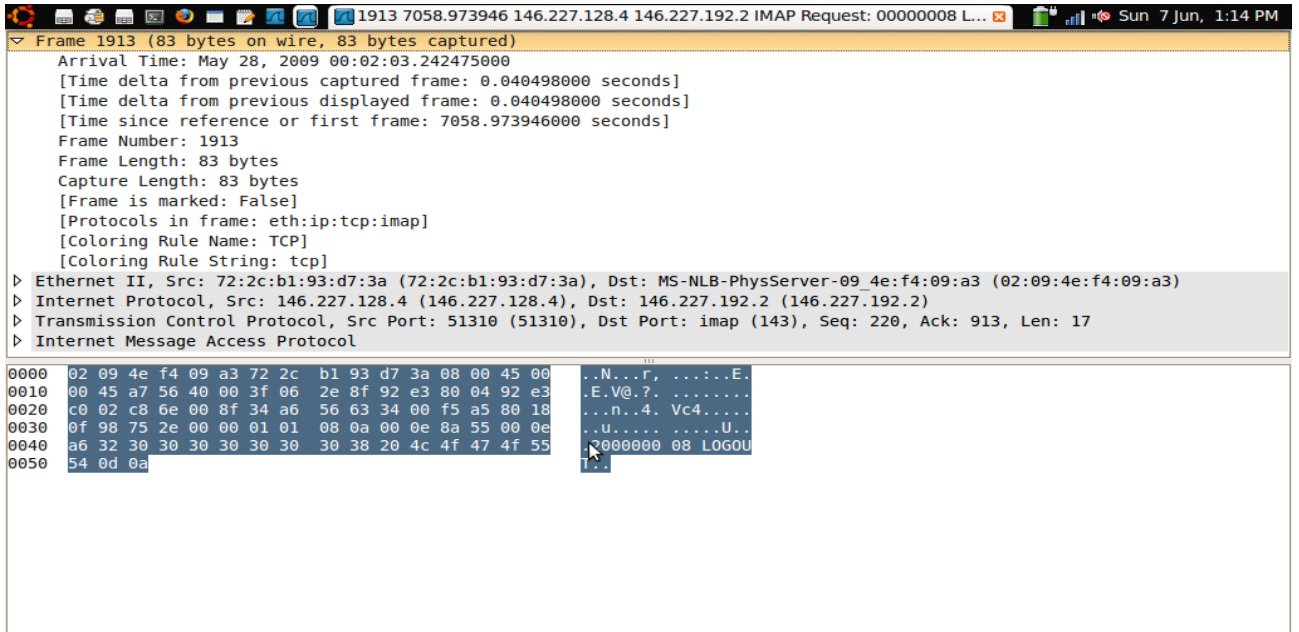 1913 7058.973946 146.227.128.4 146.227.192.2 IMAP Request: 00000008 L... Sun 7 Jun, 1:14 PM
Frame 1913 (83 bytes on wire, 83 bytes captured)
Arrival Time: May 28, 2009 00:02:03.242475000
[Time delta from previous captured frame: 0.040498000 seconds]
[Time delta from previous displayed frame: 0.040498000 seconds]
[Time since reference or first frame: 7058.973946000 seconds]
Frame Number: 1913
Frame Length: 83 bytes
Capture Length: 83 bytes
[Frame is marked: False]
[Protocols in frame: eth:ip:tcp:imap]
[Coloring Rule Name: TCP]
[Coloring Rule String: tcp]
Ethernet II, Src: 72:2c:b1:93:d7:3a (72:2c:b1:93:d7:3a), Dst: MS-NLB-PhysServer-09_4e:f4:09:a3 (02:09:4e:f4:09:a3)
Internet Protocol, Src: 146.227.128.4 (146.227.128.4), Dst: 146.227.192.2 (146.227.192.2)
Transmission Control Protocol, Src Port: 51310 (51310), Dst Port: imap (143), Seq: 220, Ack: 913, Len: 17
Internet Message Access Protocol
0000 02 09 4e f4 09 a3 72 2c b1 93 d7 3a 08 00 45 00 ..N...r, ...:..E.
0010 00 45 a7 56 40 00 3f 06 2e 8f 92 e3 80 04 92 e3 .E.V@.?. ........
0020 c0 02 c8 6e 00 8f 34 a6 56 63 34 00 f5 a5 80 18 ...n..4. Vc4.....
0030 0f 98 75 2e 00 00 01 01 08 0a 00 0e 8a 55 00 0e ..u..... .....U..
0040 a6 32 30 30 30 30 30 30 30 38 20 4c 4f 47 4f 55 .2000000 08 LOGOU
0050 54 0d 0a T..